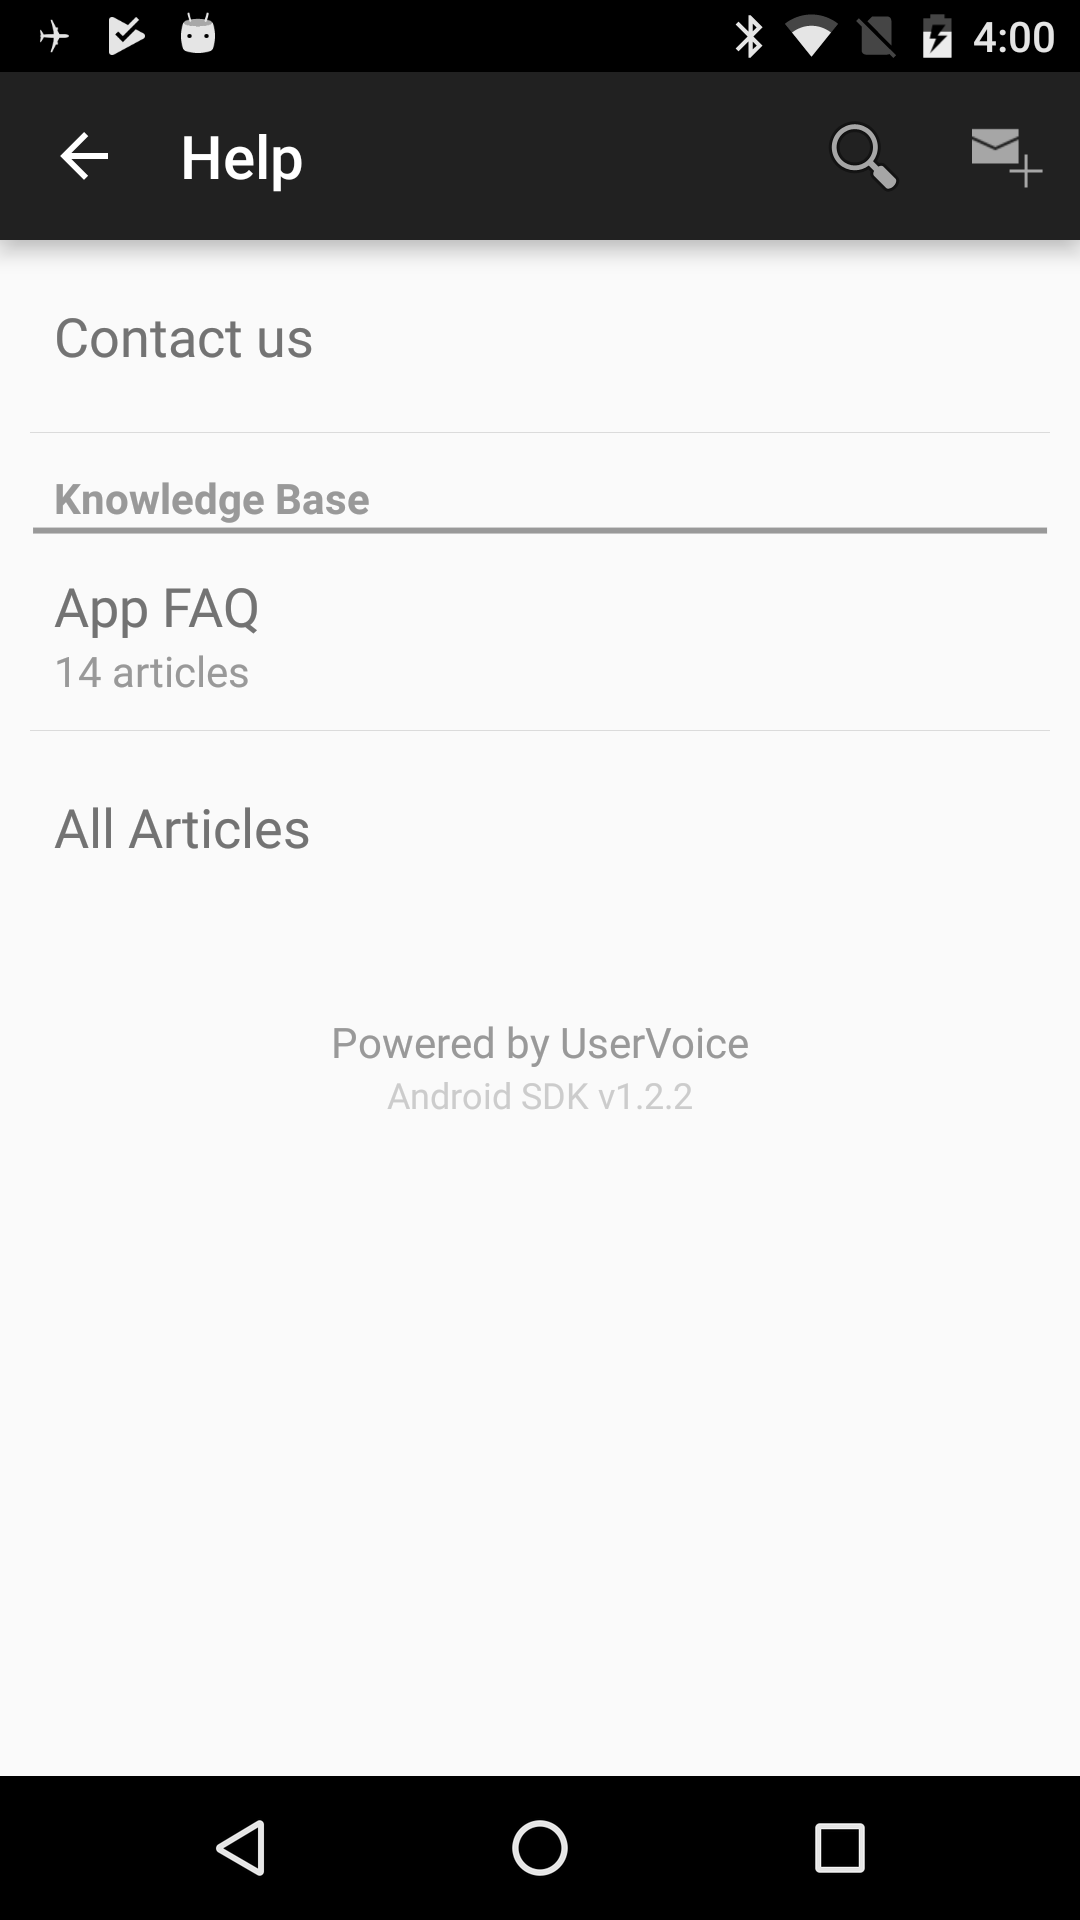 4:00
Help
Contact us
Knowledge Base
App FAQ
14 articles
All Articles
Powered by UserVoice
Android SDK v1.2.2